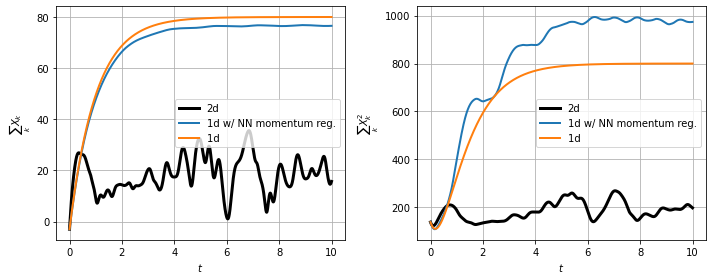 80
60
40
20
0
∑ₖ Xₖ
2d
1d w/ NN momentum reg.
1d
0 2 4 6 8 10
t
1000
800
600
400
200
∑ₖ Xₖ²
2d
1d w/ NN momentum reg.
1d
0 2 4 6 8 10
t